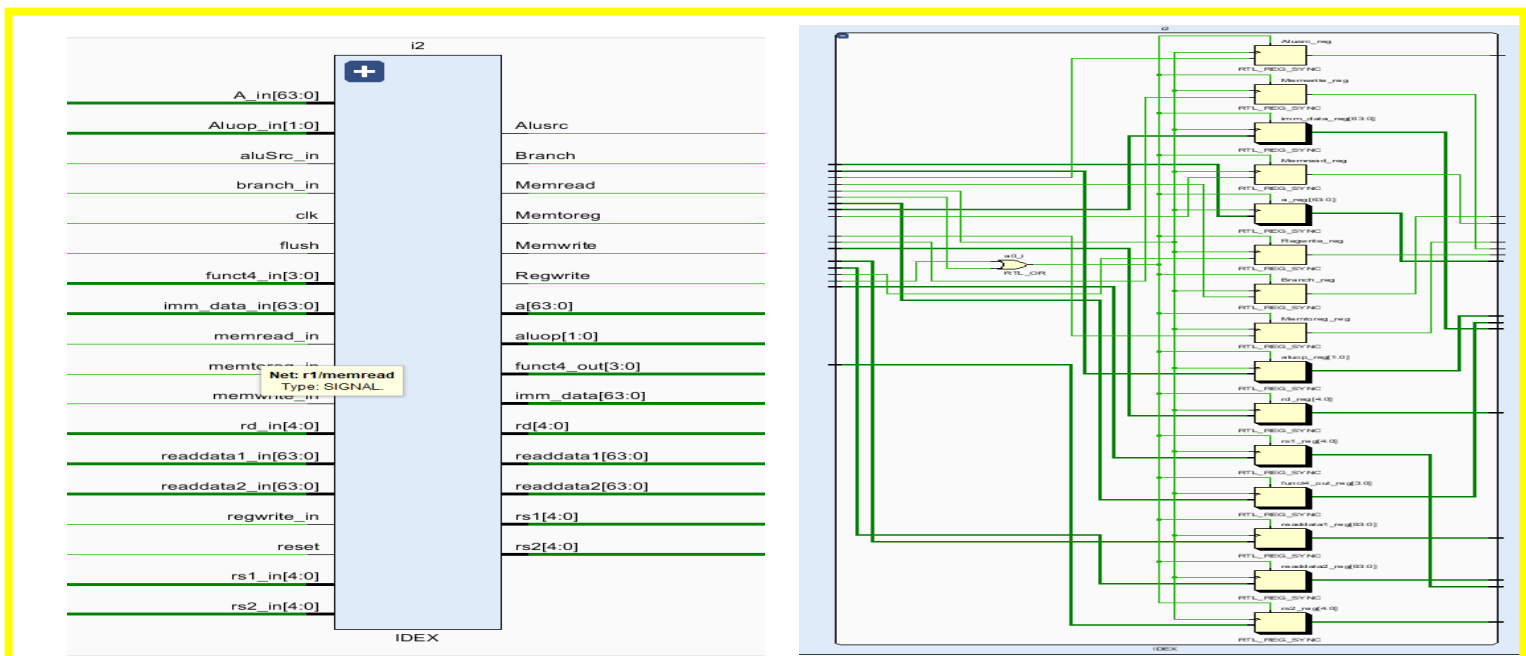 i2
A_in[63:0]
Aluop_in[1:0]
aluSrc_in
branch_in
clk
flush
funct4_in[3:0]
imm_data_in[63:0]
memread_in
Net: r1/memread
Type: SIGNAL.
rd_in[4:0]
readdata1_in[63:0]
readdata2_in[63:0]
regwrite_in
reset
rs1_in[4:0]
rs2_in[4:0]
Alusrc
Branch
Memread
Memtoreg
Memwrite
Regwrite
a[63:0]
aluop[1:0]
funct4_out[3:0]
imm_data[63:0]
rd[4:0]
readdata1[63:0]
readdata2[63:0]
rs1[4:0]
rs2[4:0]
IDEX
i2
Alusrc_reg
RTL_REG_SYNC
Memwrite_reg
RTL_REG_SYNC
imm_data_reg[63:0]
RTL_REG_SYNC
Memread_reg
RTL_REG_SYNC
a_reg[63:0]
RTL_REG_SYNC
Regwrite_reg
RTL_REG_SYNC
a0_i
RTL_OR
Branch_reg
RTL_REG_SYNC
Memtoreg_reg
RTL_REG_SYNC
aluop_reg[1:0]
RTL_REG_SYNC
rd_reg[4:0]
RTL_REG_SYNC
rs1_reg[4:0]
RTL_REG_SYNC
funct4_out_reg[3:0]
RTL_REG_SYNC
readdata1_reg[63:0]
RTL_REG_SYNC
readdata2_reg[63:0]
RTL_REG_SYNC
rs2_reg[4:0]
RTL_REG_SYNC
IDEX